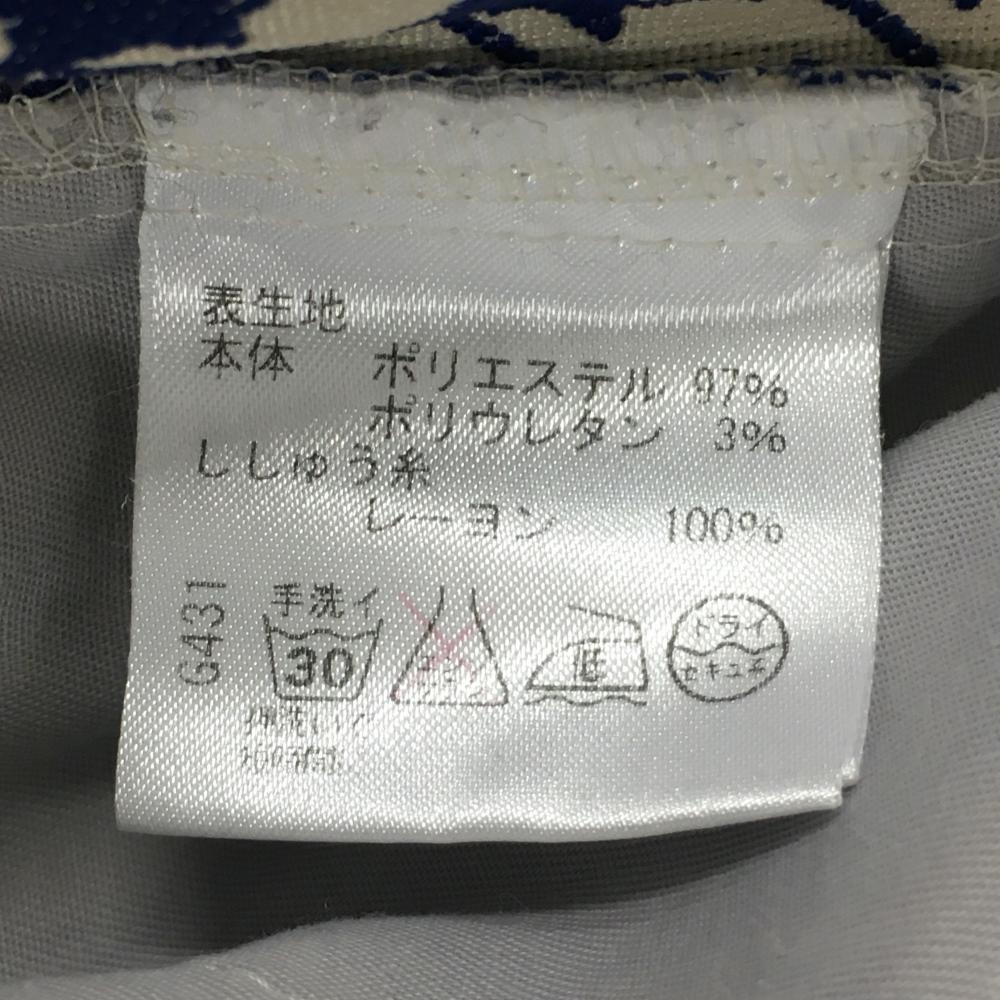 表生地
本体 ポリエステル 97%
ポリウレタン 3%
ししゅう糸
レーヨン 100%
G431
手洗イ
30
低
ドライ
セキユ系